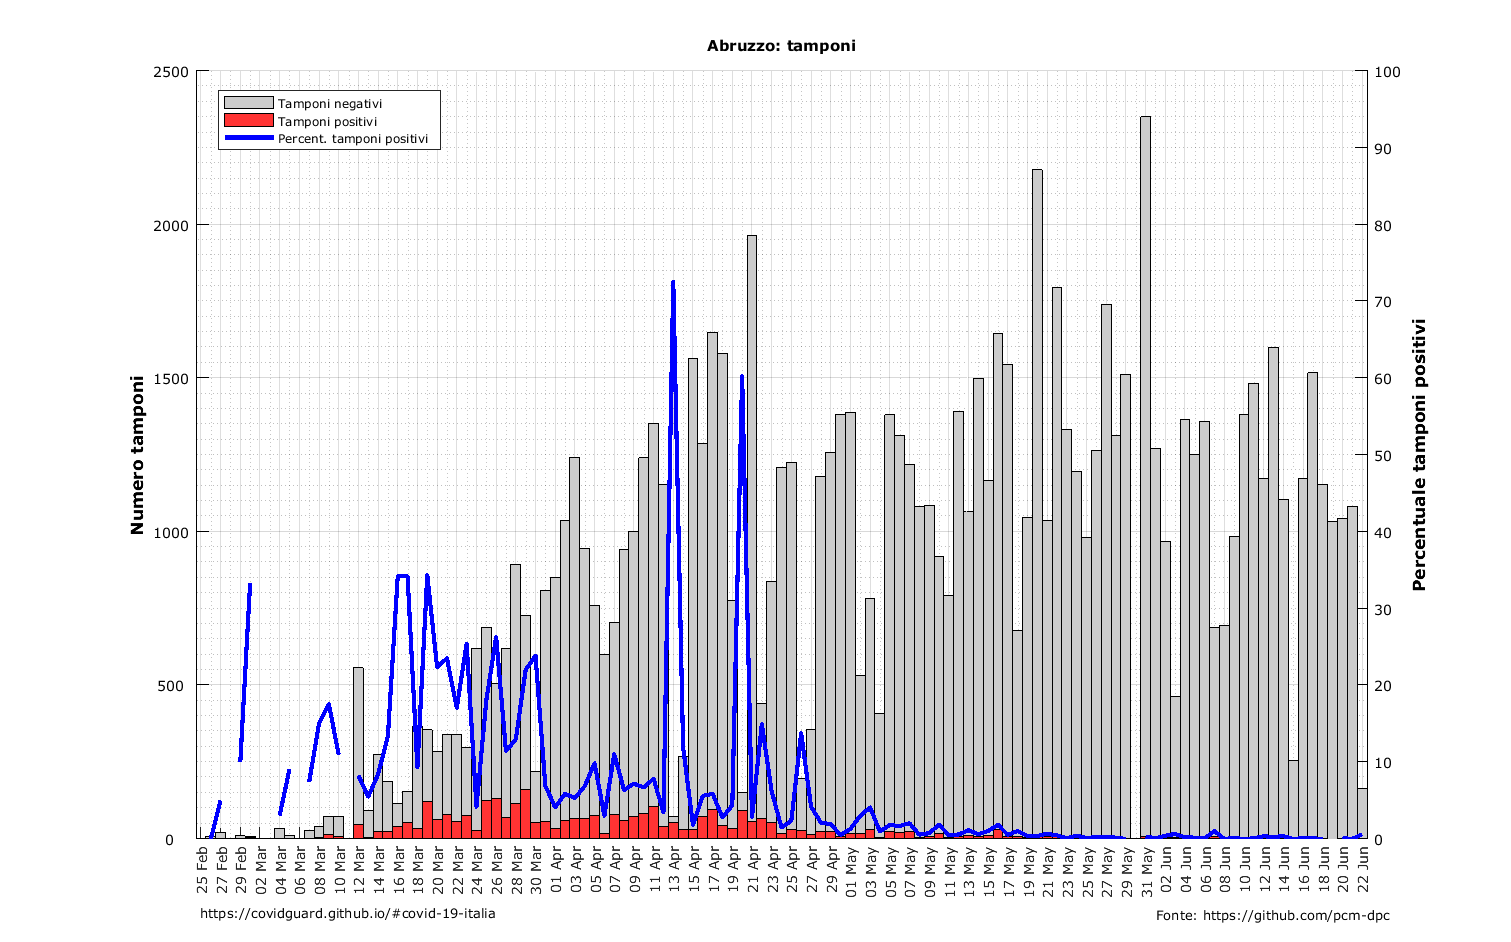 Abruzzo: tamponi
Tamponi negativi
Tamponi positivi
Percent. tamponi positivi
2500
2000
1500
1000
500
0
Numero tamponi
100
90
80
70
60
50
40
30
20
10
0
Percentuale tamponi positivi
25 Feb
27 Feb
29 Feb
02 Mar
04 Mar
06 Mar
08 Mar
10 Mar
12 Mar
14 Mar
16 Mar
18 Mar
20 Mar
22 Mar
24 Mar
26 Mar
28 Mar
30 Mar
01 Apr
03 Apr
05 Apr
07 Apr
09 Apr
11 Apr
13 Apr
15 Apr
17 Apr
19 Apr
21 Apr
23 Apr
25 Apr
27 Apr
29 Apr
01 May
03 May
05 May
07 May
09 May
11 May
13 May
15 May
17 May
19 May
21 May
23 May
25 May
27 May
29 May
31 May
02 Jun
04 Jun
06 Jun
08 Jun
10 Jun
12 Jun
14 Jun
16 Jun
18 Jun
20 Jun
22 Jun
https://covidguard.github.io/#covid-19-italia
Fonte: https://github.com/pcm-dpc